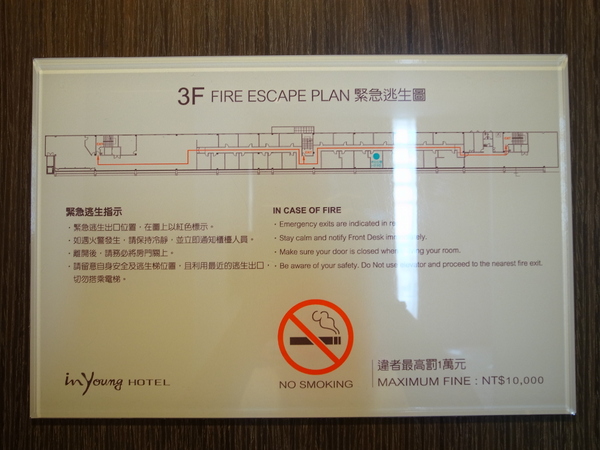 3F FIRE ESCAPE PLAN 緊急逃生圖
緊急逃生指示
・緊急逃生出口位置，在圖上以紅色標示。
・如遇火警發生，請保持冷靜，並立即通知櫃檯人員。
・離開後，請務必將房門關上。
・請留意自身安全及逃生梯位置，且利用最近的逃生出口，
切勿搭乘電梯。
IN CASE OF FIRE
· Emergency exits are indicated in
· Stay calm and notify Front Desk
· Make sure your door is closed your room.
· Be aware of your safety. Do Not and proceed to the nearest fire exit.
NO SMOKING
inYoung HOTEL
違者最高罰1萬元
MAXIMUM FINE : NT$10,000